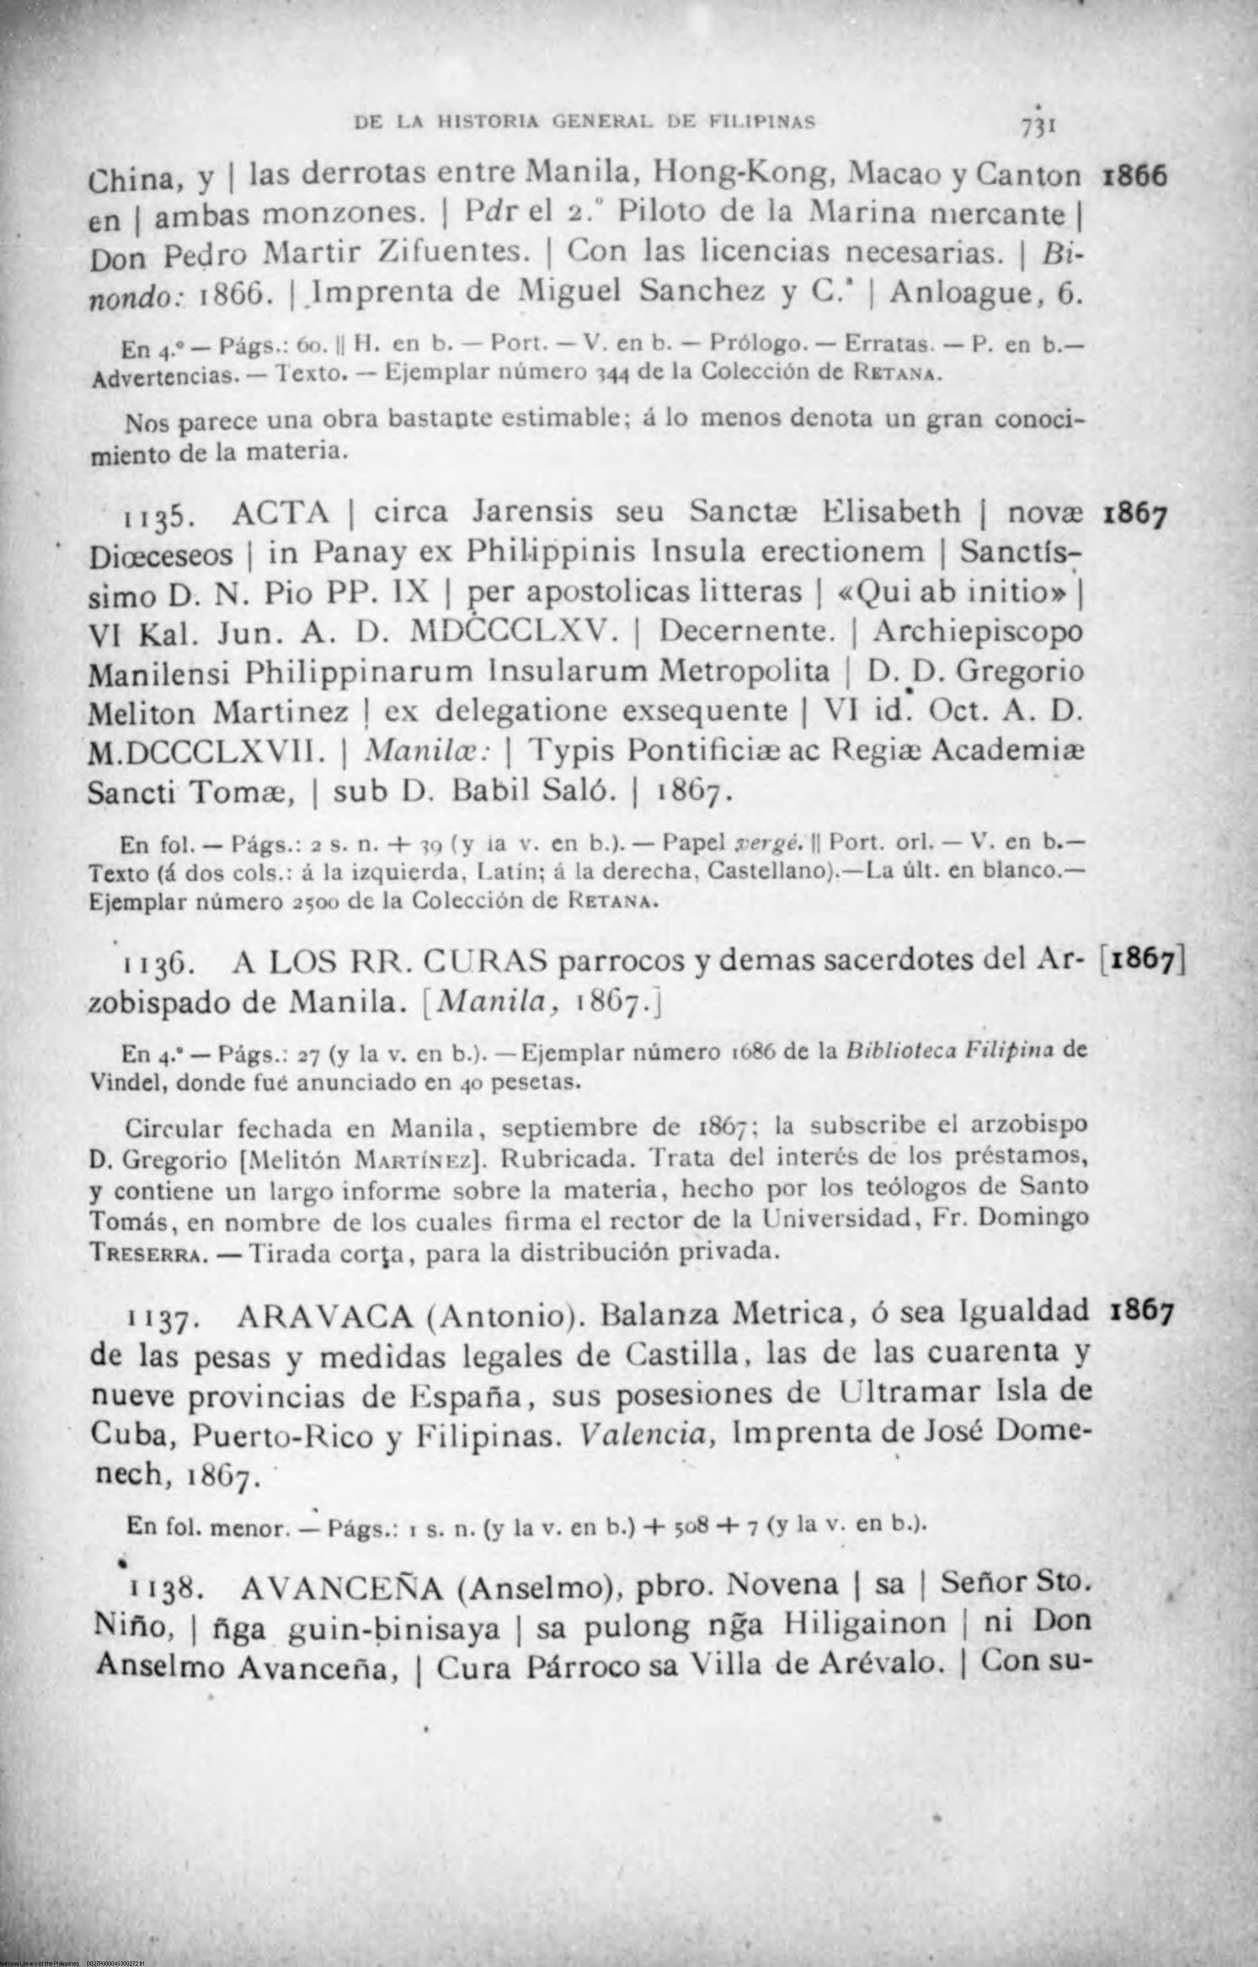 DE LA HISTORIA GENERAL DE FILIPINAS 731
China, y | las derrotas entre Manila, Hong-Kong, Macao y Canton 1866
en | ambas monzones. | Pdr el 2.º Piloto de la Marina mercante |
Don Pedro Martir Zifuentes. | Con las licencias necesarias. | Bi-
nondo: 1866. | Imprenta de Miguel Sanchez y C.ª | Anloague, 6.
En 4.º — Págs.: 60. || H. en b. — Port. — V. en b. — Prólogo. — Erratas. — P. en b.—
Advertencias. — Texto. — Ejemplar número 344 de la Colección de RETANA.
Nos parece una obra bastante estimable; á lo menos denota un gran conoci-
miento de la materia.
1135. ACTA | circa Jarensis seu Sanctæ Elisabeth | novæ 1867
Diœceseos | in Panay ex Philippinis Insula erectionem | Sanctís-
simo D. N. Pio PP. IX | per apostolicas litteras | «Qui ab initio» |
VI Kal. Jun. A. D. MDCCCLXV. | Decernente. | Archiepiscopo
Manilensi Philippinarum Insularum Metropolita | D. D. Gregorio
Meliton Martinez | ex delegatione exsequente | VI id. Oct. A. D.
M.DCCCLXVII. | Manilæ: | Typis Pontificiæ ac Regiæ Academiæ
Sancti Tomæ, | sub D. Babil Saló. | 1867.
En fol. — Págs.: 2 s. n. + 39 (y la v. en b.). — Papel vergé. || Port. orl. — V. en b.—
Texto (á dos cols.: á la izquierda, Latín; á la derecha, Castellano).—La últ. en blanco.—
Ejemplar número 2500 de la Colección de RETANA.
1136. A LOS RR. CURAS parrocos y demas sacerdotes del Ar- [1867]
zobispado de Manila. [Manila, 1867.]
En 4.º — Págs.: 27 (y la v. en b.). — Ejemplar número 1686 de la Biblioteca Filipina de
Vindel, donde fué anunciado en 40 pesetas.
Circular fechada en Manila, septiembre de 1867; la subscribe el arzobispo
D. Gregorio [Melitón MARTÍNEZ]. Rubricada. Trata del interés de los préstamos,
y contiene un largo informe sobre la materia, hecho por los teólogos de Santo
Tomás, en nombre de los cuales firma el rector de la Universidad, Fr. Domingo
TRESERRA. — Tirada corta, para la distribución privada.
1137. ARAVACA (Antonio). Balanza Metrica, ó sea Igualdad 1867
de las pesas y medidas legales de Castilla, las de las cuarenta y
nueve provincias de España, sus posesiones de Ultramar Isla de
Cuba, Puerto-Rico y Filipinas. Valencia, Imprenta de José Dome-
nech, 1867.
En fol. menor. — Págs.: 1 s. n. (y la v. en b.) + 508 + 7 (y la v. en b.).
1138. AVANCEÑA (Anselmo), pbro. Novena | sa | Señor Sto.
Niño, | ñga guin-binisaya | sa pulong ng̃a Hiligainon | ni Don
Anselmo Avanceña, | Cura Párroco sa Villa de Arévalo. | Con su-